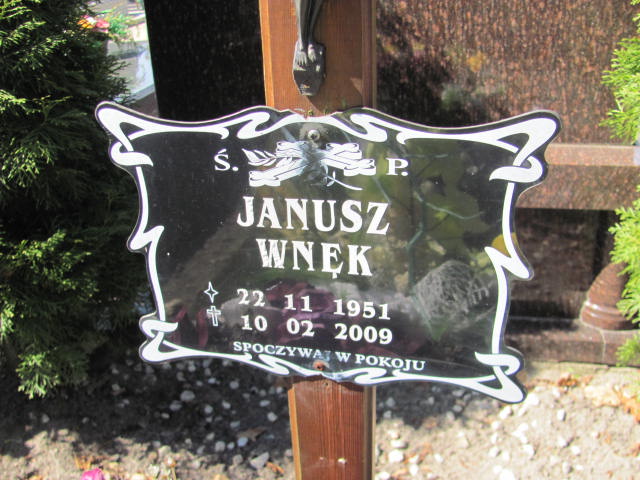 Ś. P.
JANUSZ
WNĘK
22 11 1951
10 02 2009
SPOCZYWAJ W POKOJU